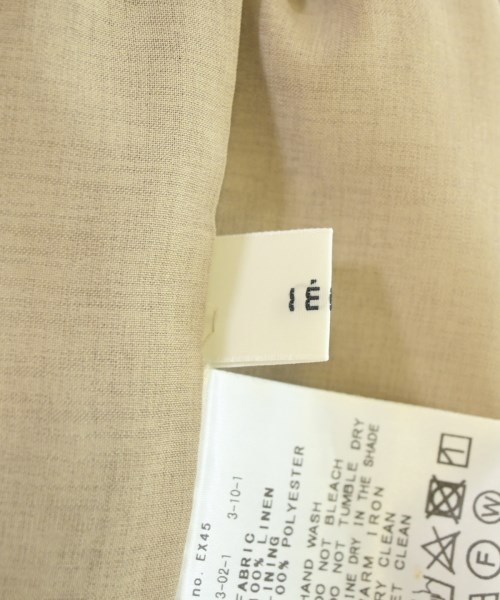 no. EX45
3-02-1
3-10-1
FABRIC
100% LINEN
LINING
100% POLYESTER
HAND WASH
DO NOT BLEACH
DO NOT TUMBLE DRY
LINE DRY IN THE SHADE
WARM IRON
DRY CLEAN
WET CLEAN
F
W